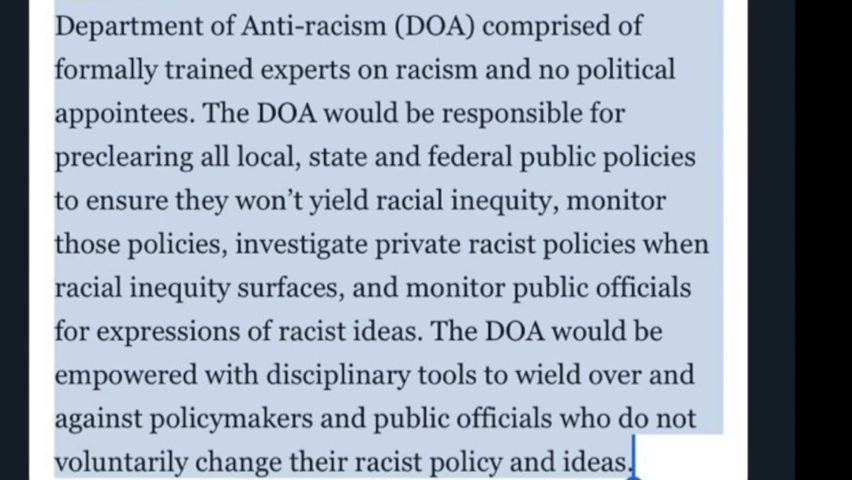 Department of Anti-racism (DOA) comprised of
formally trained experts on racism and no political
appointees. The DOA would be responsible for
preclearing all local, state and federal public policies
to ensure they won’t yield racial inequity, monitor
those policies, investigate private racist policies when
racial inequity surfaces, and monitor public officials
for expressions of racist ideas. The DOA would be
empowered with disciplinary tools to wield over and
against policymakers and public officials who do not
voluntarily change their racist policy and ideas.